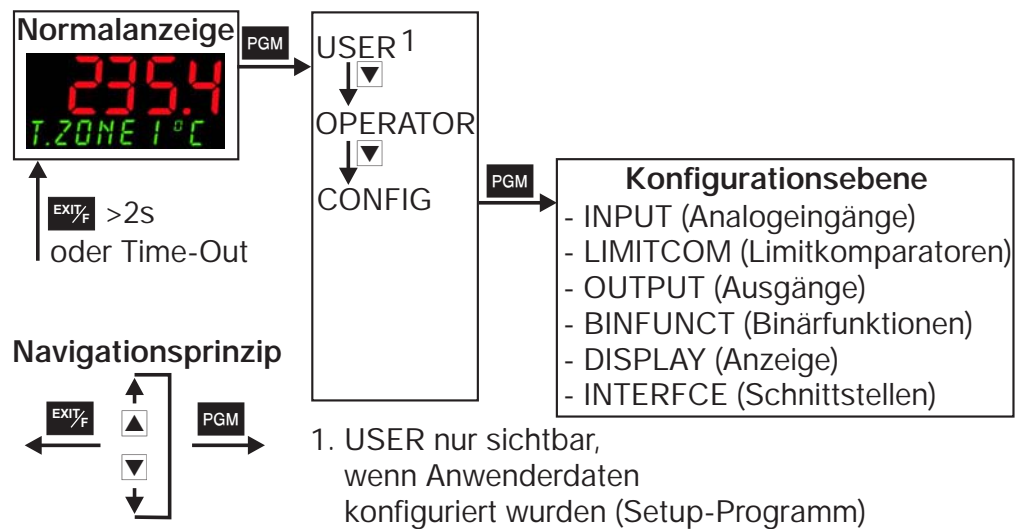 Normalanzeige
235.4
T.ZONE 1 °C
PGM
EXIT/F >2s
oder Time-Out
Navigationsprinzip
EXIT/F
PGM
USER1
OPERATOR
CONFIG
PGM
Konfigurationsebene
- INPUT (Analogeingänge)
- LIMITCOM (Limitkomparatoren)
- OUTPUT (Ausgänge)
- BINFUNCT (Binärfunktionen)
- DISPLAY (Anzeige)
- INTERFCE (Schnittstellen)
1. USER nur sichtbar,
wenn Anwenderdaten
konfiguriert wurden (Setup-Programm)